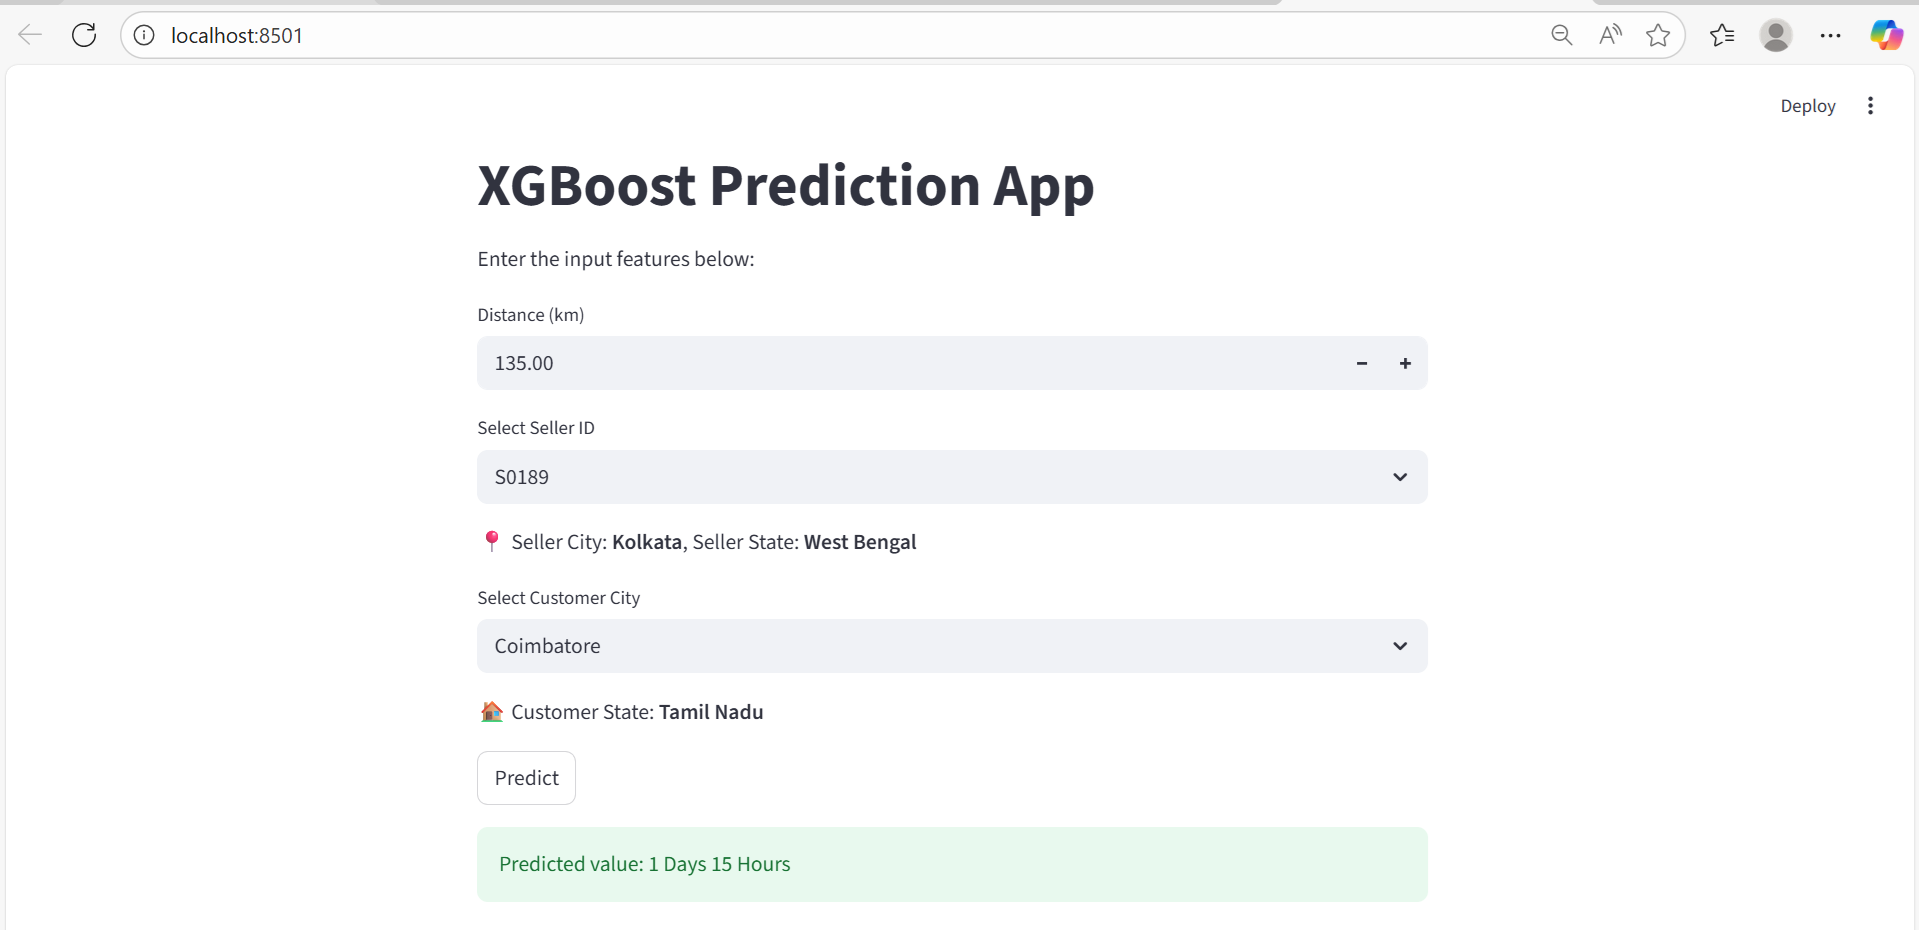 localhost:8501
Deploy
XGBoost Prediction App
Enter the input features below:
Distance (km)
135.00
Select Seller ID
S0189
Seller City: Kolkata, Seller State: West Bengal
Select Customer City
Coimbatore
Customer State: Tamil Nadu
Predict
Predicted value: 1 Days 15 Hours